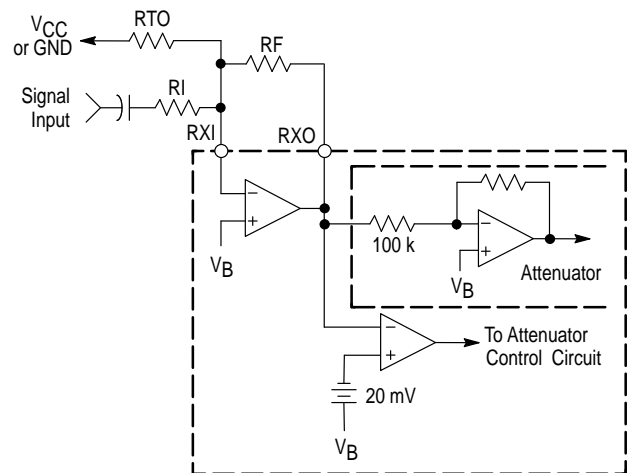 VCC
or GND
RTO
RF
Signal
Input
RI
RXI
RXO
100 k
VB
VB
Attenuator
To Attenuator
Control Circuit
20 mV
VB